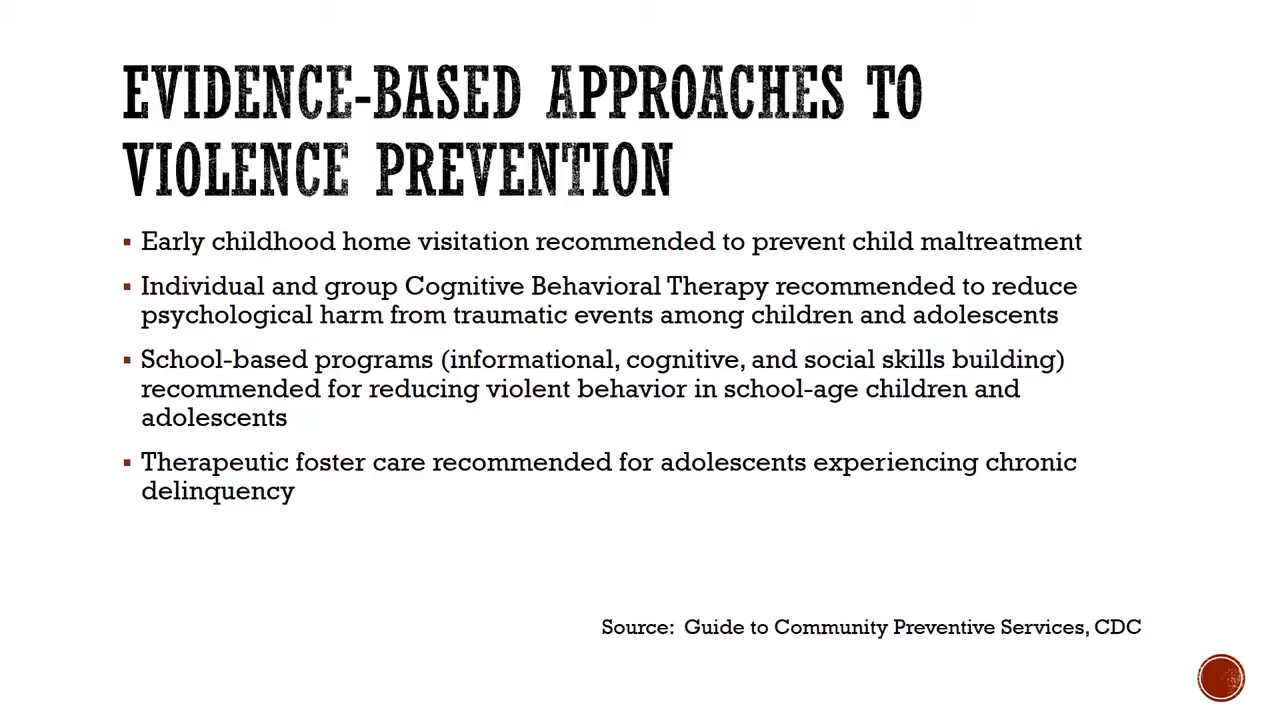 EVIDENCE-BASED APPROACHES TO
VIOLENCE PREVENTION
▪ Early childhood home visitation recommended to prevent child maltreatment
▪ Individual and group Cognitive Behavioral Therapy recommended to reduce
psychological harm from traumatic events among children and adolescents
▪ School-based programs (informational, cognitive, and social skills building)
recommended for reducing violent behavior in school-age children and
adolescents
▪ Therapeutic foster care recommended for adolescents experiencing chronic
delinquency
Source: Guide to Community Preventive Services, CDC